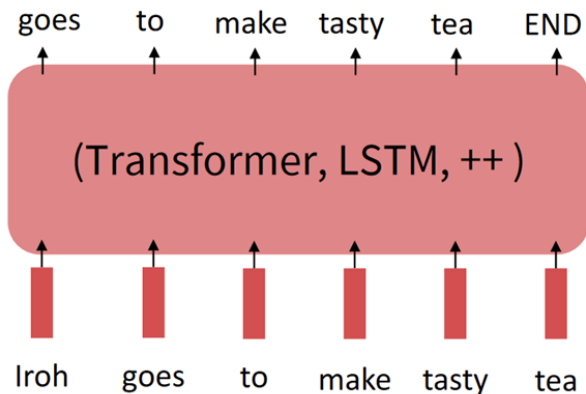 goes to make tasty tea END
(Transformer, LSTM, ++ )
Iroh goes to make tasty tea